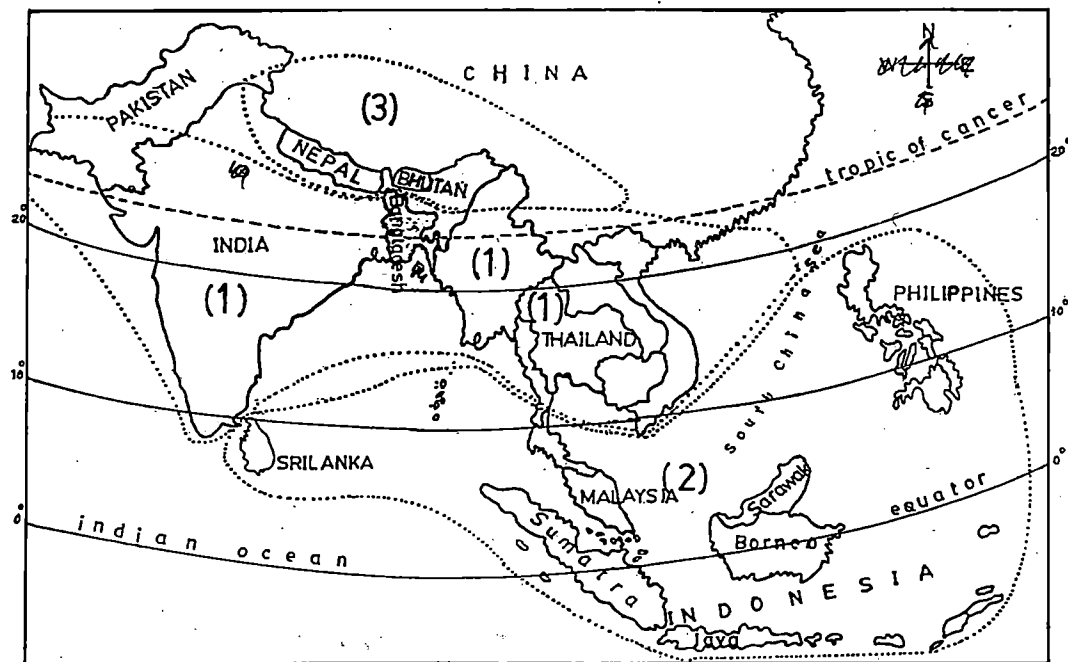 N
CHINA
PAKISTAN
(3)
tropic of cancer
20°
NEPAL
BHUTAN
Bangladesh
20°
INDIA
(1)
(1)
(1)
South China Sea
PHILIPPINES
10°
THAILAND
10°
SRILANKA
MALAYSIA
(2)
Sarawak
equator
0°
0°
indian ocean
Sumatra
Borneo
INDONESIA
Java